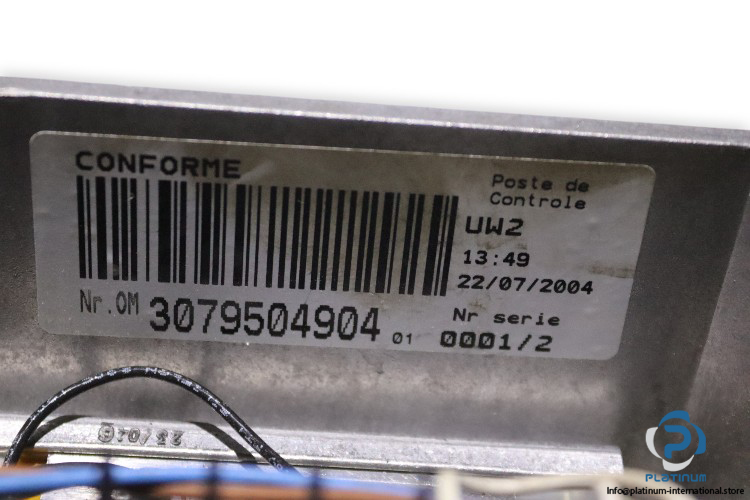 CONFORME
Poste de
Controle
UW2
13:49
22/07/2004
Nr.OM 3079504904 01
Nr serie
0001/2
PLATINUM
Info@platinum-international.store